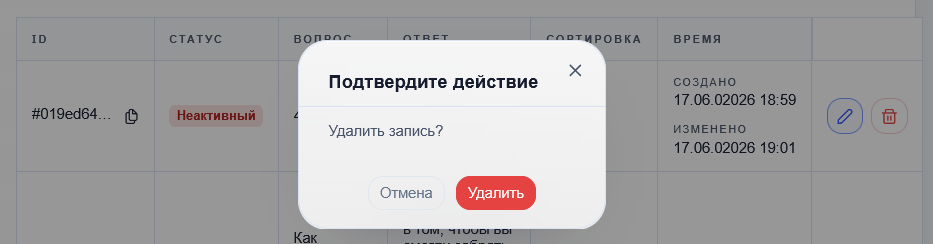 ID
СТАТУС
ВОПРОС
ОТВЕТ
СОРТИРОВКА
ВРЕМЯ
Подтвердите действие
Удалить запись?
Отмена
Удалить
#019ed64...
Неактивный
4
СОЗДАНО
17.06.02026 18:59
ИЗМЕНЕНО
17.06.02026 19:01
Как
в том, чтобы вы